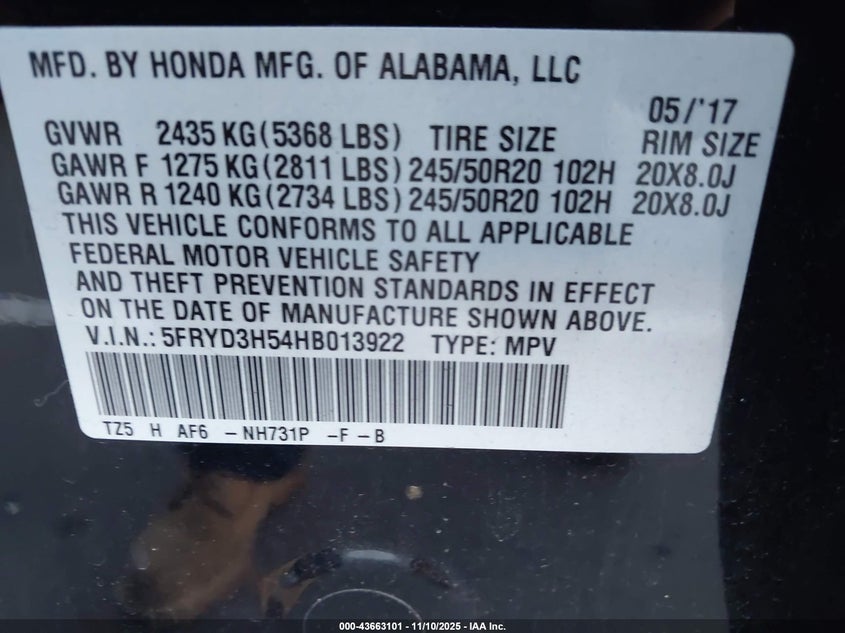 MFD. BY HONDA MFG. OF ALABAMA, LLC
05/'17
GVWR 2435 KG(5368 LBS) TIRE SIZE RIM SIZE
GAWR F 1275 KG(2811 LBS) 245/50R20 102H 20X8.0J
GAWR R 1240 KG(2734 LBS) 245/50R20 102H 20X8.0J
THIS VEHICLE CONFORMS TO ALL APPLICABLE
FEDERAL MOTOR VEHICLE SAFETY
AND THEFT PREVENTION STANDARDS IN EFFECT
ON THE DATE OF MANUFACTURE SHOWN ABOVE.
V.I.N.: 5FRYD3H54HB013922 TYPE: MPV
TZ5 H AF6 -NH731P -F-B
000-43663101 - 11/10/2025 - IAA Inc.